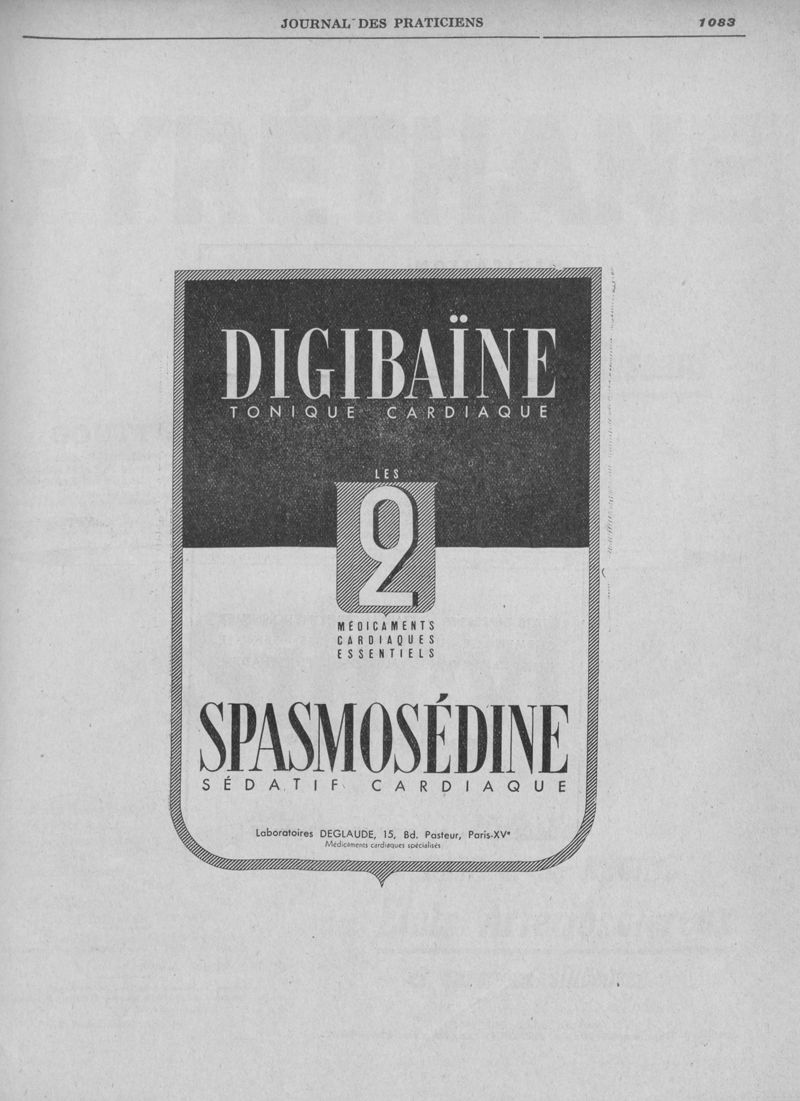 JOURNAL DES PRATICIENS 1083
DIGIBAÏNE
TONIQUE CARDIAQUE
LES
2
MÉDICAMENTS
CARDIAQUES
ESSENTIELS
SPASMOSÉDINE
SÉDATIF CARDIAQUE
Laboratoires DEGLAUDE, 15, Bd. Pasteur, Paris-XVe
Médicaments cardiaques spécialisés